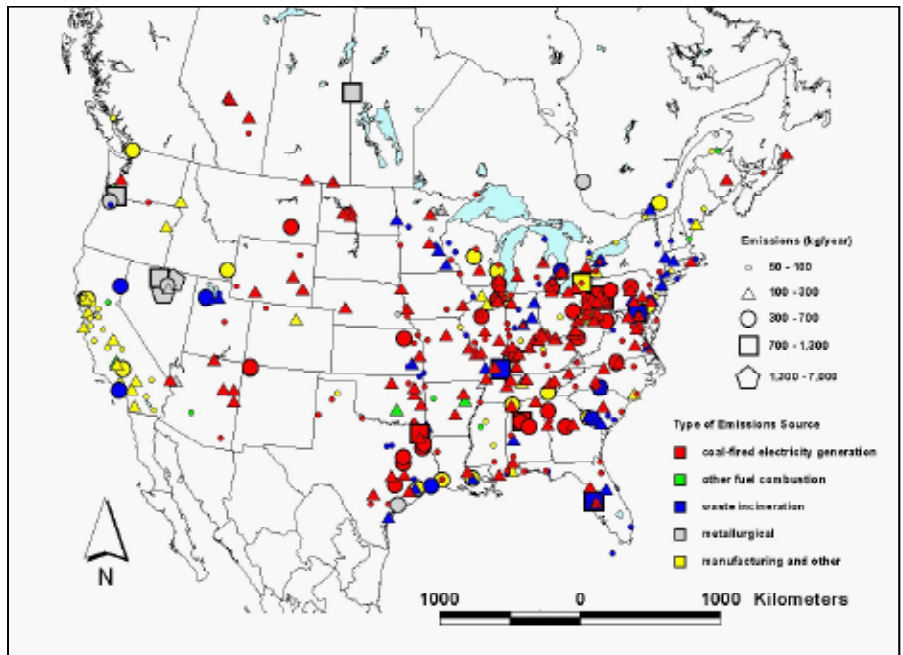 Emissions (kg/year)
50 - 100
100 - 300
300 - 700
700 - 1,300
1,300 - 7,000
Type of Emissions Source
coal-fired electricity generation
other fuel combustion
waste incineration
metallurgical
manufacturing and other
N
1000 0 1000 Kilometers